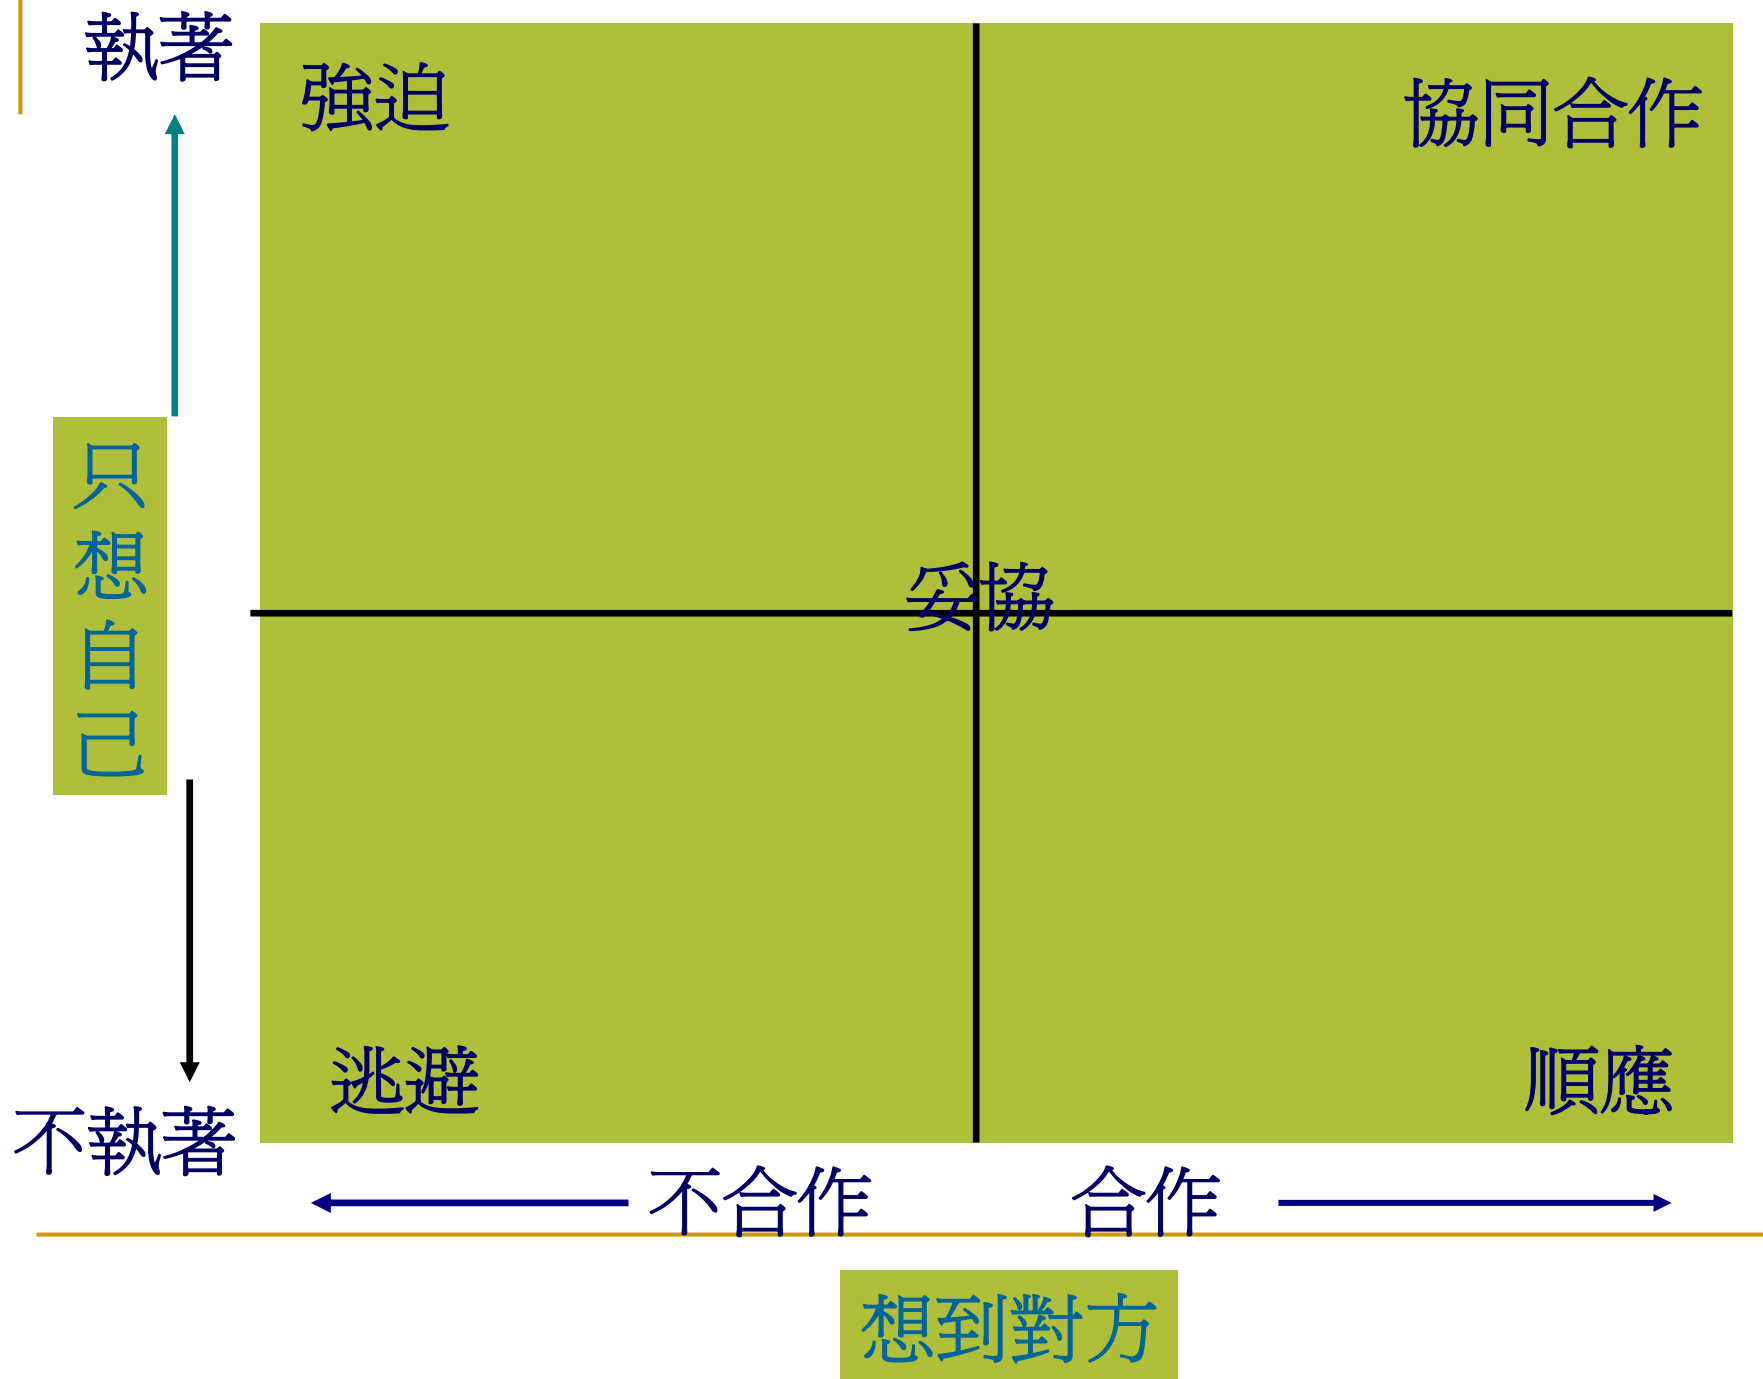 執著
強迫
協同合作
只想自己
妥協
逃避
順應
不執著
不合作
合作
想到對方